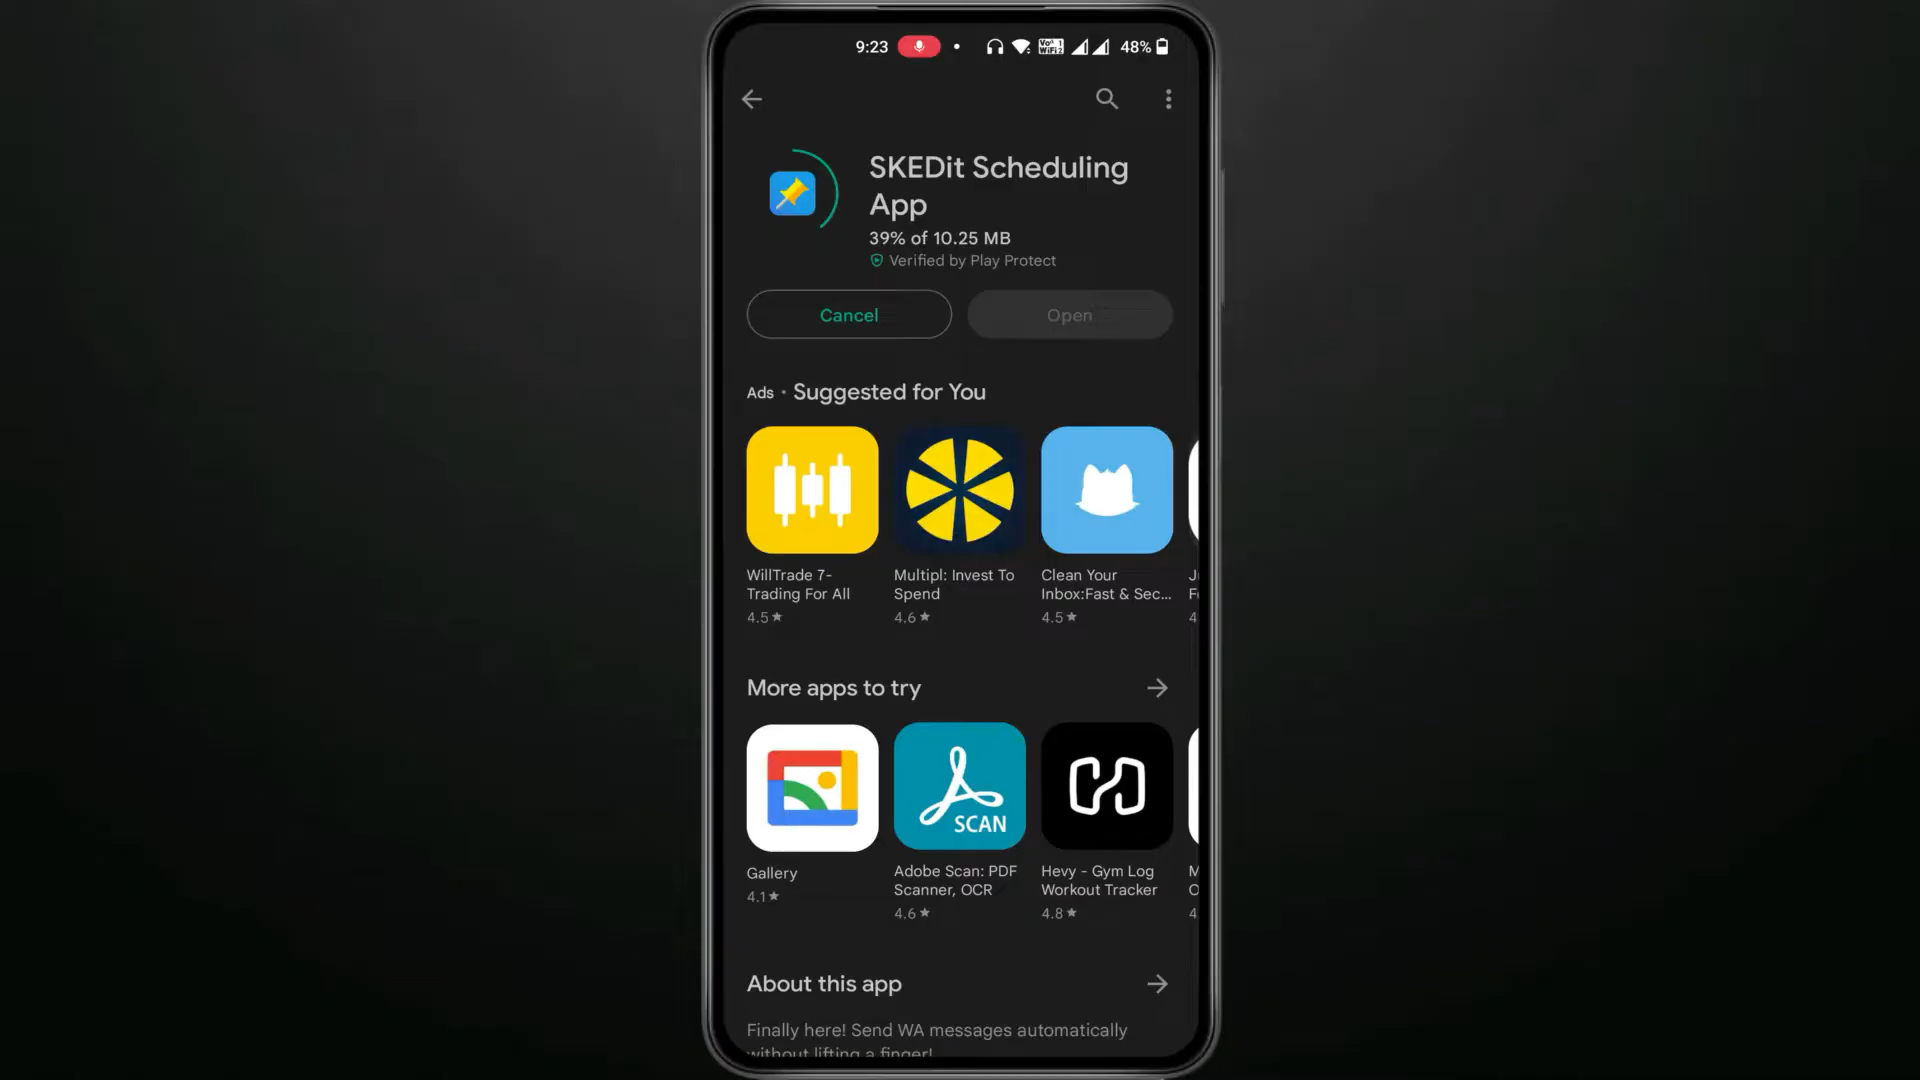 9:23
48%
SKEDit Scheduling
App
39% of 10.25 MB
Verified by Play Protect
Cancel
Open
Ads • Suggested for You
WillTrade 7-
Trading For All
4.5★
Multipl: Invest To
Spend
4.6★
Clean Your
Inbox:Fast & Sec...
4.5★
More apps to try
SCAN
Gallery
4.1★
Adobe Scan: PDF
Scanner, OCR
4.6★
Hevy - Gym Log
Workout Tracker
4.8★
About this app
Finally here! Send WA messages automatically
without lifting a finger!